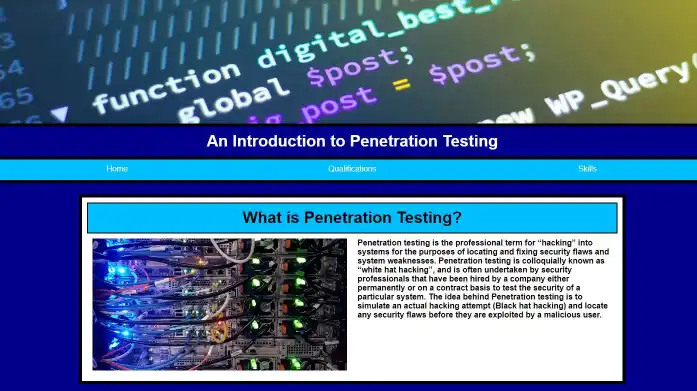 63
64
65
function digital_best_
global $post;
ig_post = $post;
new WP_Query(
An Introduction to Penetration Testing
Home Qualifications Skills
What is Penetration Testing?
Penetration testing is the professional term for “hacking” into
systems for the purposes of locating and fixing security flaws and
system weaknesses. Penetration testing is colloquially known as
“white hat hacking”, and is often undertaken by security
professionals that have been hired by a company either
permanently or on a contract basis to test the security of a
particular system. The idea behind Penetration testing is to
simulate an actual hacking attempt (Black hat hacking) and locate
any security flaws before they are exploited by a malicious user.